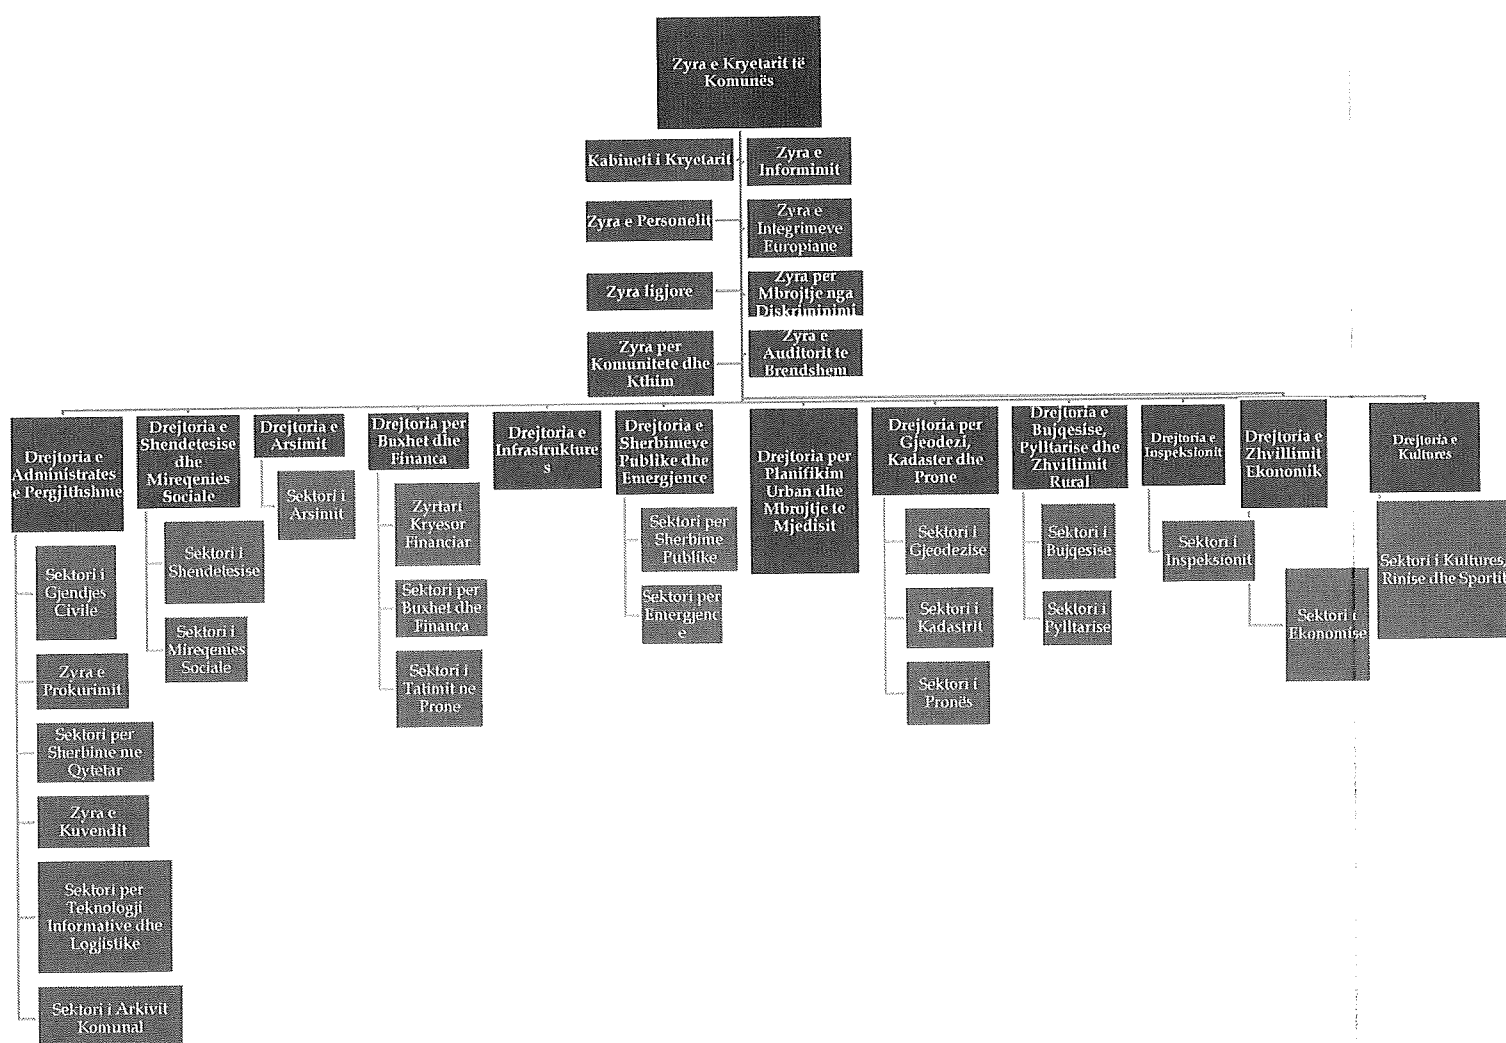 Zyra e Kryetarit të
Komunës
Kabineti i Kryetarit
Zyra e
Informimit
Zyra e Personelit
Zyra e
Integrimeve
Europiane
Zyra ligjore
Zyra per
Mbrojtje nga
Diskriminimi
Zyra per
Komunitete dhe
Kthim
Zyra e
Auditorit te
Brendshem
Drejtoria e
Administrates
e Pergjithshme
Sektori i
Gjendjes
Civile
Zyra e
Prokurimit
Sektori per
Sherbime me
Qytetar
Zyra e
Kuvendit
Sektori per
Teknologji
Informative dhe
Logjistike
Sektori i Arkivit
Komunal
Drejtoria e
Shendetesise
dhe
Mireqenies
Sociale
Sektori i
Shendetesise
Sektori i
Mireqenies
Sociale
Drejtoria e
Arsimit
Sektori i
Arsimit
Drejtoria per
Buxhet dhe
Financa
Zyrtari
Kryesor
Financiar
Sektori per
Buxhet dhe
Financa
Sektori i
Tatimit ne
Prone
Drejtoria e
Infrastrukture
s
Drejtoria e
Sherbimeve
Publike dhe
Emergjence
Sektori per
Sherbime
Publike
Sektori per
Emergjenc
e
Drejtoria per
Planifikim
Urban dhe
Mbrojtje te
Mjedisit
Drejtoria per
Gjeodezi,
Kadaster dhe
Prone
Sektori i
Gjeodezise
Sektori i
Kadastrit
Sektori i
Pronës
Drejtoria e
Bujqesise,
Pylltarise dhe
Zhvillimit
Rural
Sektori i
Bujqesise
Sektori i
Pylltarise
Drejtoria e
Inspeksionit
Sektori i
Inspeksionit
Drejtoria e
Zhvillimit
Ekonomik
Sektori i
Ekonomise
Drejtoria e
Kultures
Sektori i Kultures,
Rinise dhe Sportit